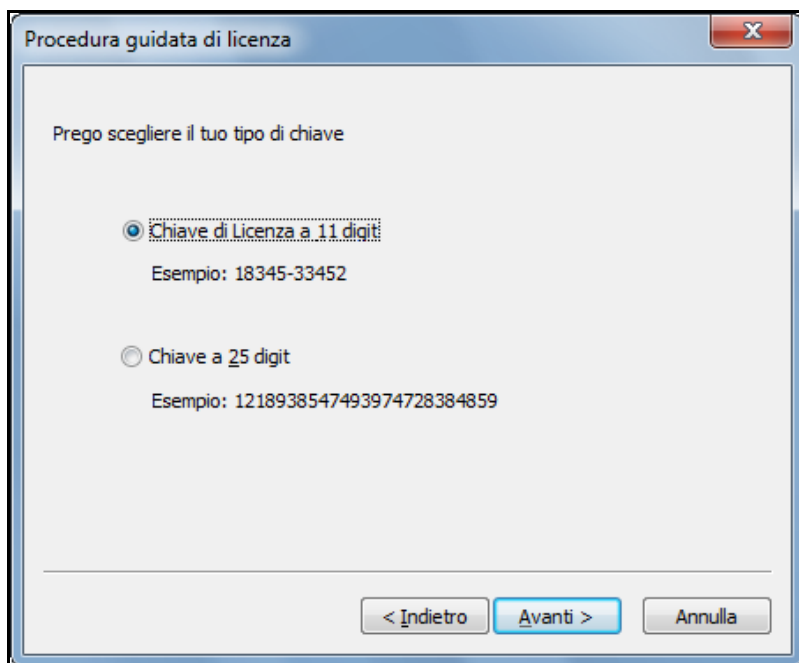 Procedura guidata di licenza
Prego scegliere il tuo tipo di chiave
Chiave di Licenza a 11 digit
Esempio: 18345-33452
Chiave a 25 digit
Esempio: 1218938547493974728384859
< Indietro Avanti > Annulla